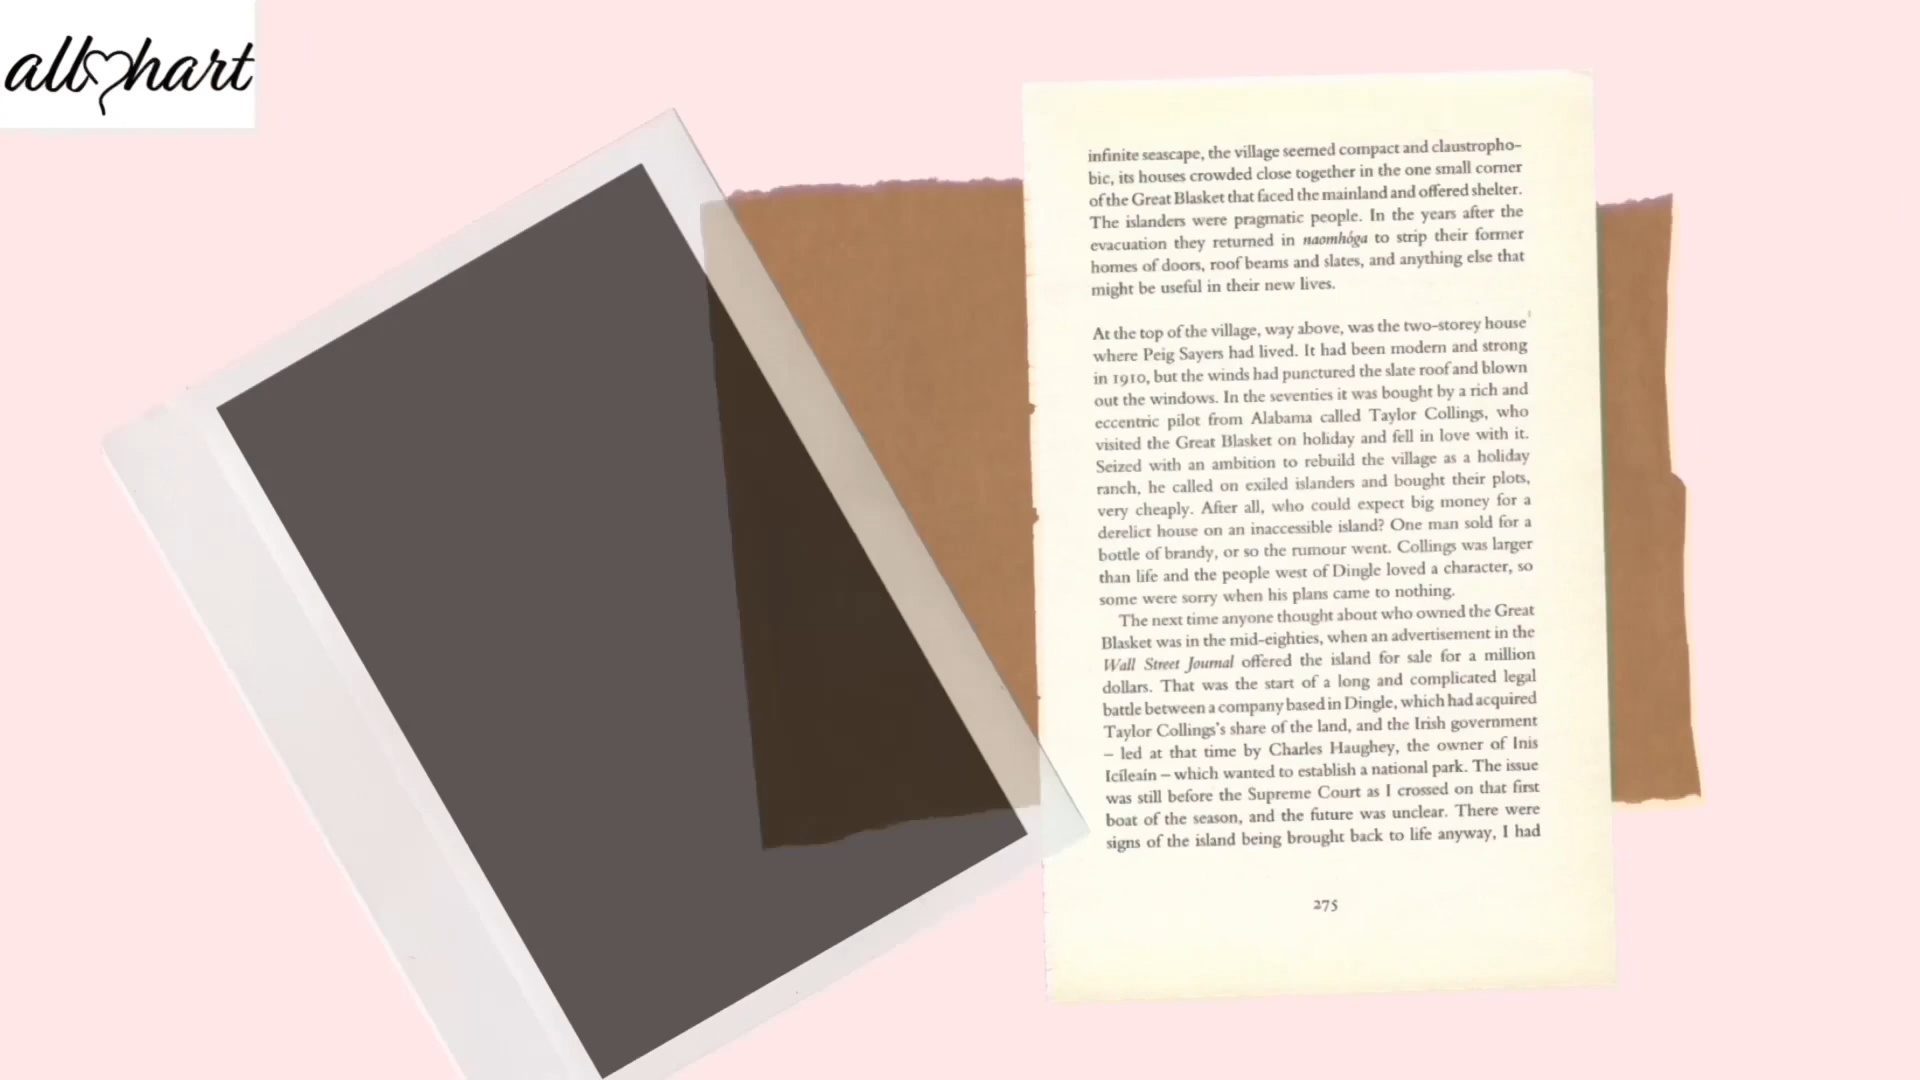 all hart
infinite seascape, the village seemed compact and claustropho-
bic, its houses crowded close together in the one small corner
of the Great Blasket that faced the mainland and offered shelter.
The islanders were pragmatic people. In the years after the
evacuation they returned in naomhóga to strip their former
homes of doors, roof beams and slates, and anything else that
might be useful in their new lives.
At the top of the village, way above, was the two-storey house
where Peig Sayers had lived. It had been modern and strong
in 1910, but the winds had punctured the slate roof and blown
out the windows. In the seventies it was bought by a rich and
eccentric pilot from Alabama called Taylor Collings, who
visited the Great Blasket on holiday and fell in love with it.
Seized with an ambition to rebuild the village as a holiday
ranch, he called on exiled islanders and bought their plots,
very cheaply. After all, who could expect big money for a
derelict house on an inaccessible island? One man sold for a
bottle of brandy, or so the rumour went. Collings was larger
than life and the people west of Dingle loved a character, so
some were sorry when his plans came to nothing.
The next time anyone thought about who owned the Great
Blasket was in the mid-eighties, when an advertisement in the
Wall Street Journal offered the island for sale for a million
dollars. That was the start of a long and complicated legal
battle between a company based in Dingle, which had acquired
Taylor Collings's share of the land, and the Irish government
– led at that time by Charles Haughey, the owner of Inis
Icíleaín – which wanted to establish a national park. The issue
was still before the Supreme Court as I crossed on that first
boat of the season, and the future was unclear. There were
signs of the island being brought back to life anyway, I had
275